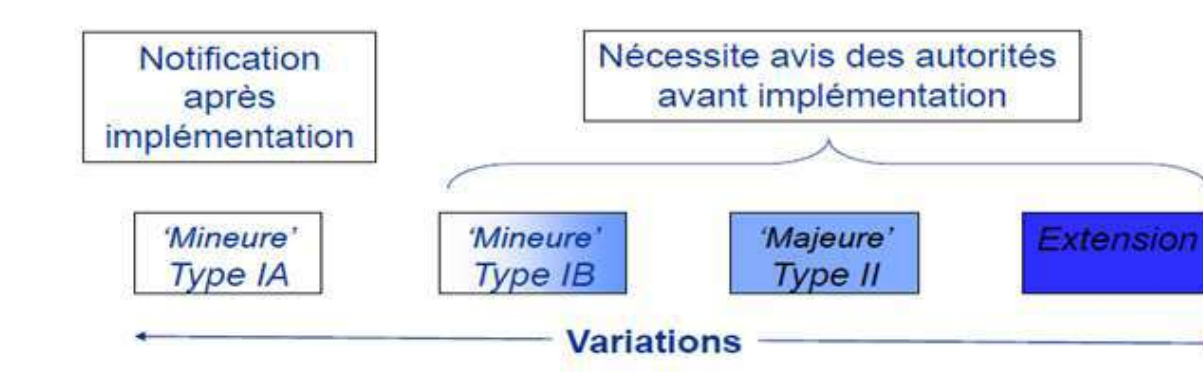 Notification
après
implémentation
Nécessite avis des autorités
avant implémentation
‘Mineure’
Type IA
‘Mineure’
Type IB
‘Majeure’
Type II
Extension
Variations